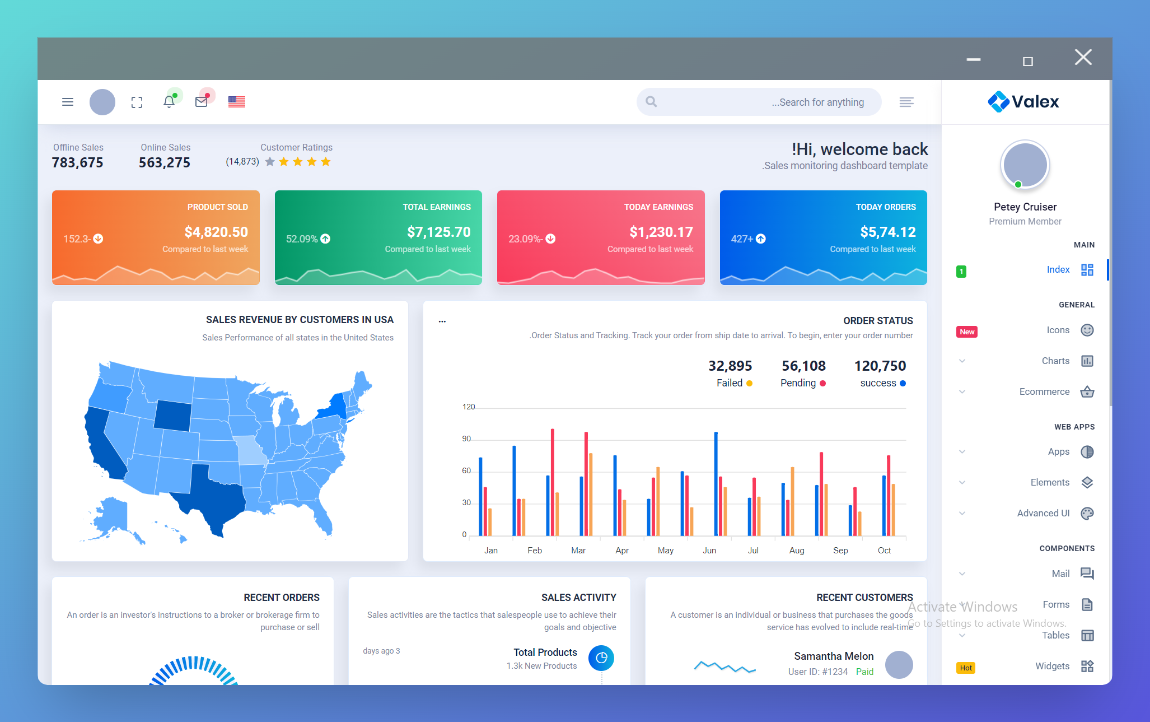 ...Search for anything
Valex
Offline Sales
783,675
Online Sales
563,275
Customer Ratings
(14,873)
!Hi, welcome back
.Sales monitoring dashboard template
PRODUCT SOLD
$4,820.50
152.3-
Compared to last week
TOTAL EARNINGS
$7,125.70
52.09%
Compared to last week
TODAY EARNINGS
$1,230.17
23.09%-
Compared to last week
TODAY ORDERS
$5,74.12
427+
Compared to last week
SALES REVENUE BY CUSTOMERS IN USA
Sales Performance of all states in the United States
...
ORDER STATUS
.Order Status and Tracking. Track your order from ship date to arrival. To begin, enter your order number
32,895 56,108 120,750
Failed Pending success
120
90
60
30
0
Jan Feb Mar Apr May Jun Jul Aug Sep Oct
RECENT ORDERS
An order is an investor's instructions to a broker or brokerage firm to
purchase or sell
SALES ACTIVITY
Sales activities are the tactics that salespeople use to achieve their
goals and objective
days ago 3
Total Products
1.3k New Products
RECENT CUSTOMERS
A customer is an individual or business that purchases the goods
service has evolved to include real-time
Samantha Melon
User ID: #1234 Paid
Petey Cruiser
Premium Member
MAIN
1 Index
GENERAL
New Icons
Charts
Ecommerce
WEB APPS
Apps
Elements
Advanced UI
COMPONENTS
Mail
Forms
Tables
Hot Widgets
Activate Windows
Go to Settings to activate Windows.